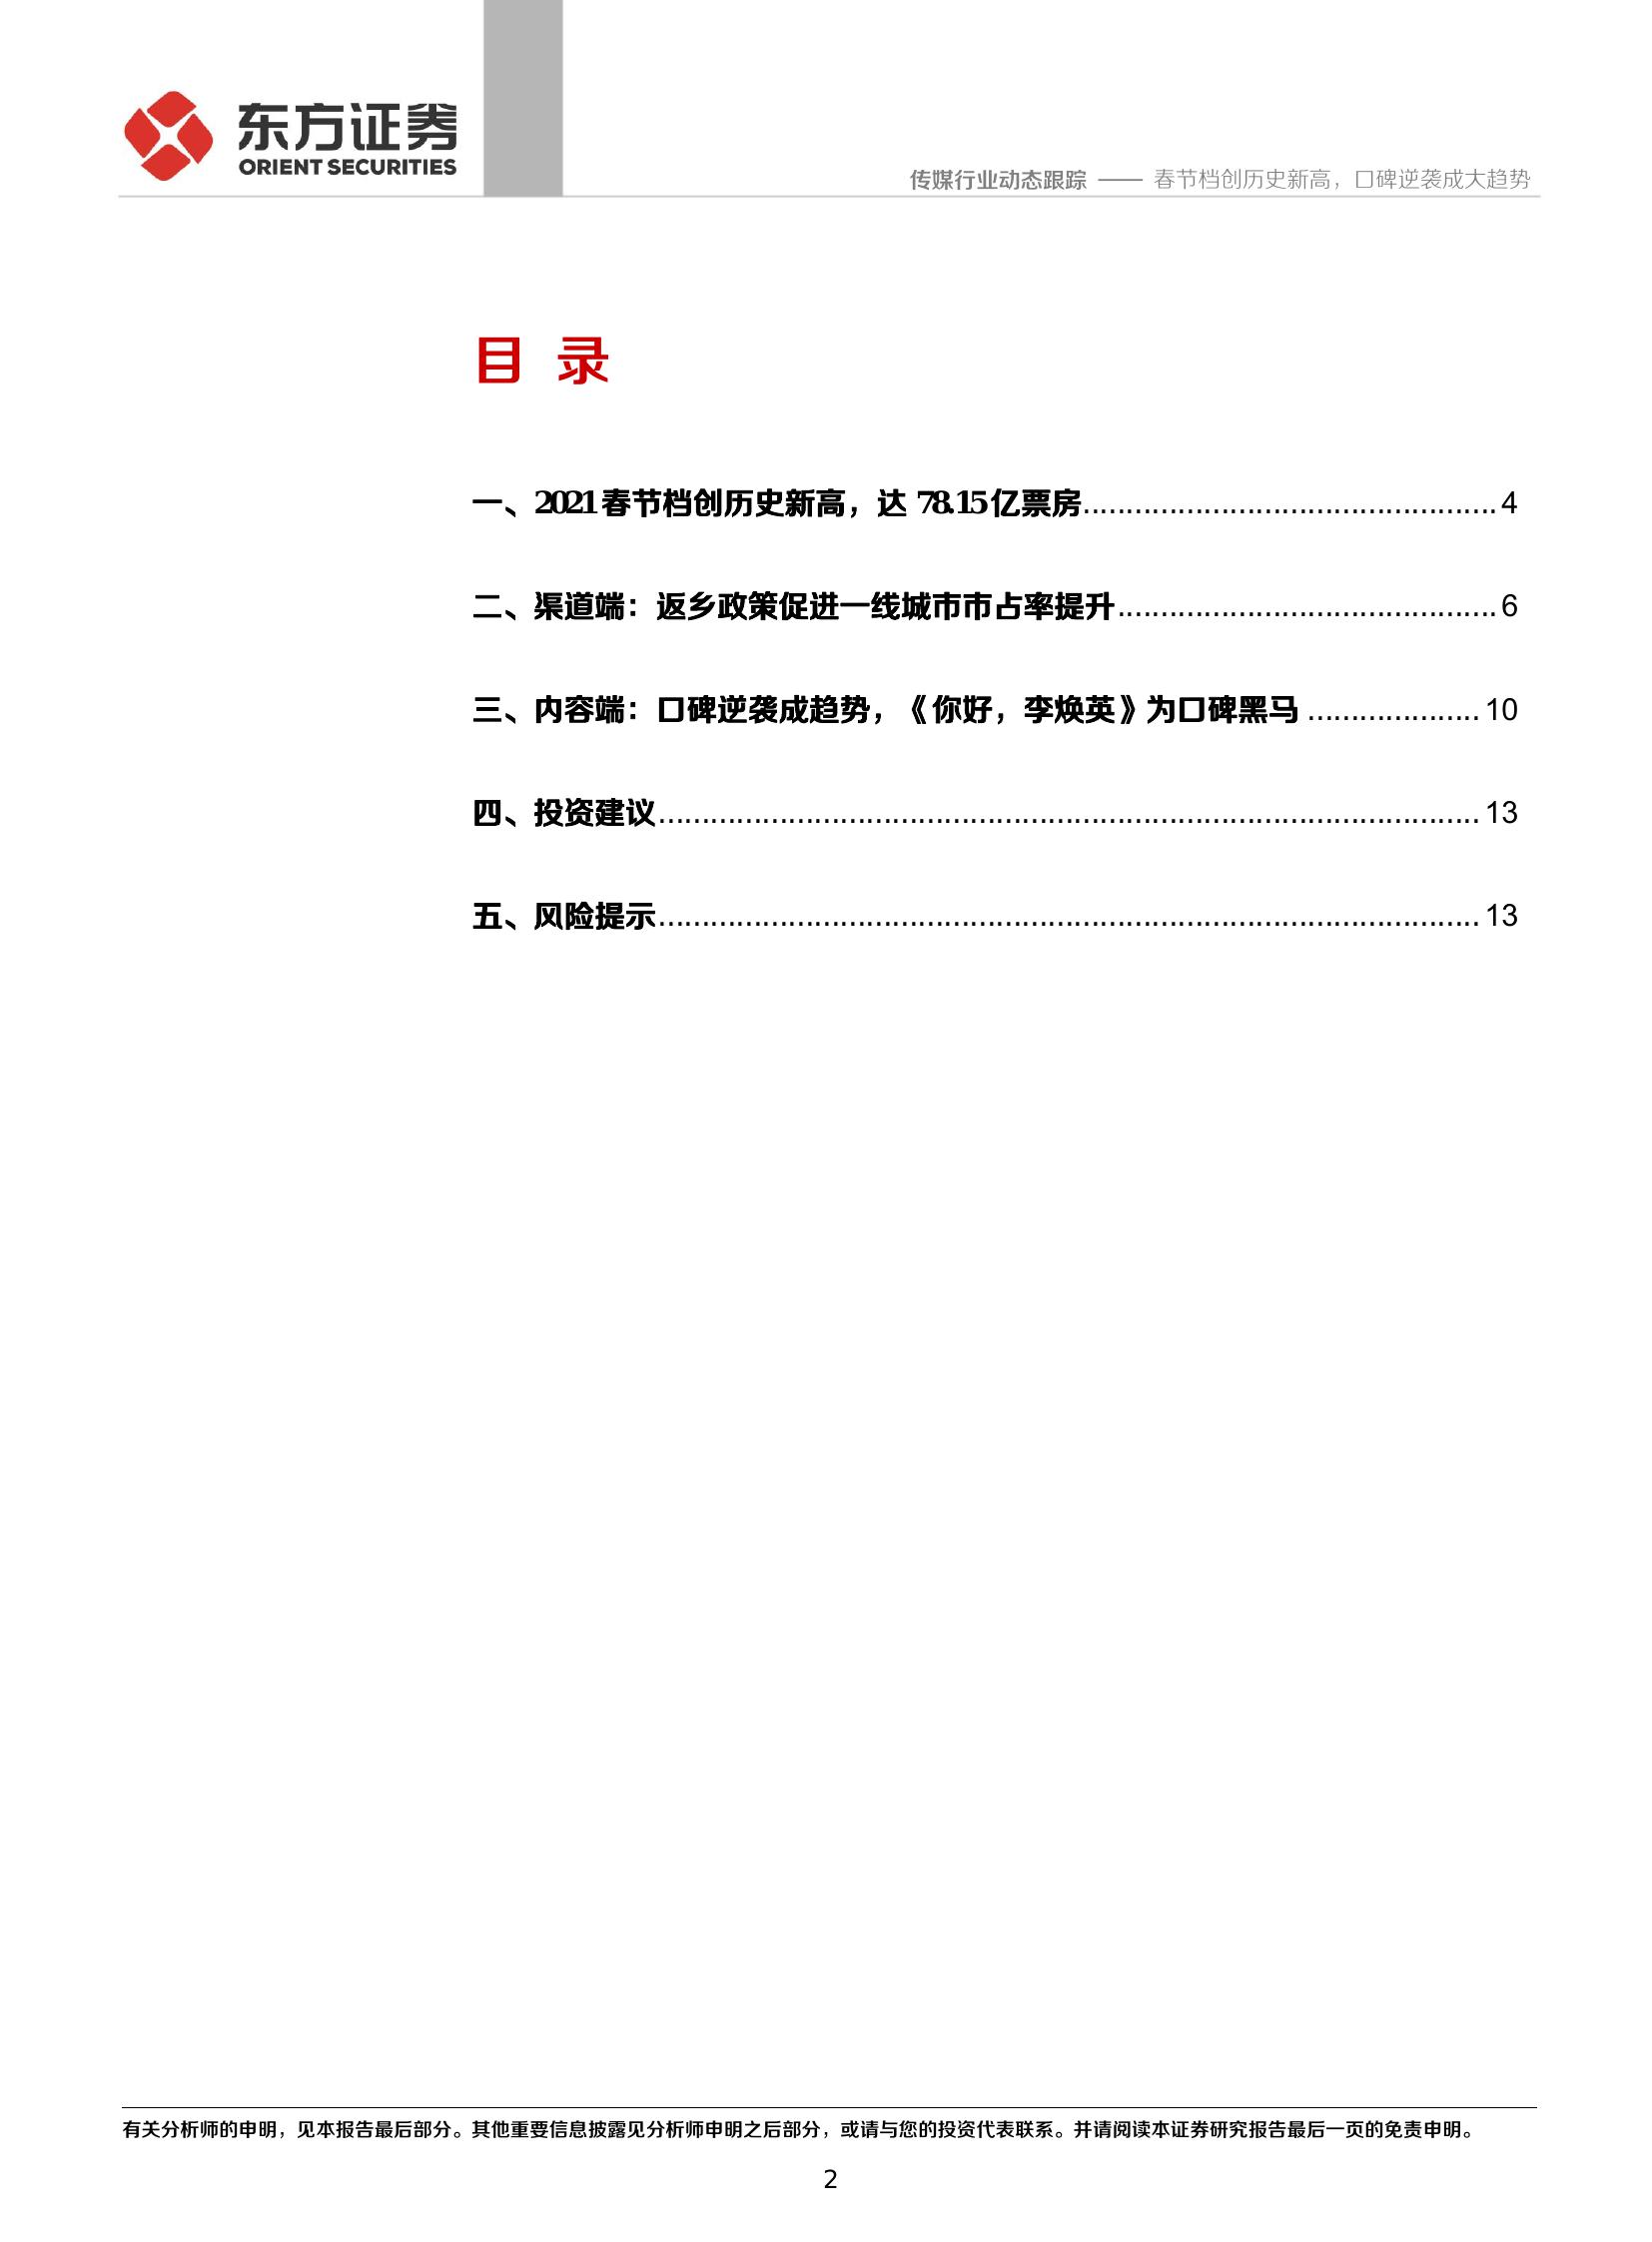 东方证券
ORIENT SECURITIES
传媒行业动态跟踪 —— 春节档创历史新高，口碑逆袭成大趋势
目 录
一、2021春节档创历史新高，达 78.15亿票房................................................4
二、渠道端：返乡政策促进一线城市市占率提升............................................6
三、内容端：口碑逆袭成趋势，《你好，李焕英》为口碑黑马 ....................10
四、投资建议...............................................................................................13
五、风险提示...............................................................................................13
有关分析师的申明，见本报告最后部分。其他重要信息披露见分析师申明之后部分，或请与您的投资代表联系。并请阅读本证券研究报告最后一页的免责申明。
2